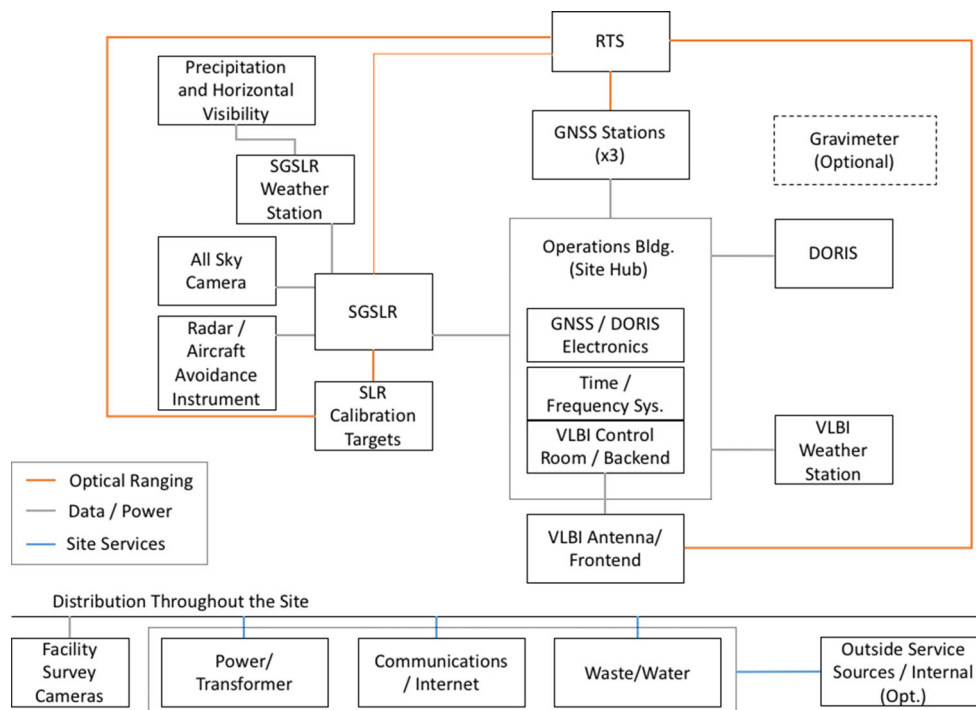 RTS
Precipitation
and Horizontal
Visibility
GNSS Stations
(x3)
Gravimeter
(Optional)
SGSLR
Weather
Station
Operations Bldg.
(Site Hub)
DORIS
All Sky
Camera
SGSLR
GNSS / DORIS
Electronics
Radar /
Aircraft
Avoidance
Instrument
Time /
Frequency Sys.
SLR
Calibration
Targets
VLBI Control
Room / Backend
VLBI
Weather
Station
Optical Ranging
Data / Power
Site Services
VLBI Antenna/
Frontend
Distribution Throughout the Site
Facility
Survey
Cameras
Power/
Transformer
Communications
/ Internet
Waste/Water
Outside Service
Sources / Internal
(Opt.)